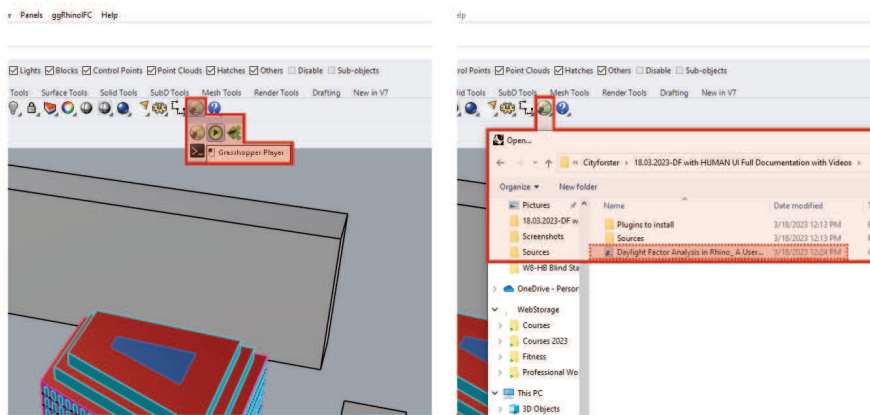 r Panels ggRhinoIFC Help
Lights Blocks Control Points Point Clouds Hatches Others Disable Sub-objects
Tools Surface Tools Solid Tools SubD Tools Mesh Tools Render Tools Drafting New in V7
Grasshopper Player
elp
rol Points Point Clouds Hatches Others Disable Sub-objects
lid Tools SubD Tools Mesh Tools Render Tools Drafting New in V7
Open...
« Cityforster › 18.03.2023-DF with HUMAN UI Full Documentation with Videos ›
Organize New folder
Pictures
18.03.2023-DF w
Screenshots
Sources
W8-HB Blind Sta
OneDrive - Person
WebStorage
Courses
Courses 2023
Fitness
Professional Wo
This PC
3D Objects
Name Date modified
Plugins to install 3/18/2023 12:13 PM
Sources 3/18/2023 12:13 PM
Daylight Factor Analysis in Rhino_ A User... 3/18/2023 12:24 PM